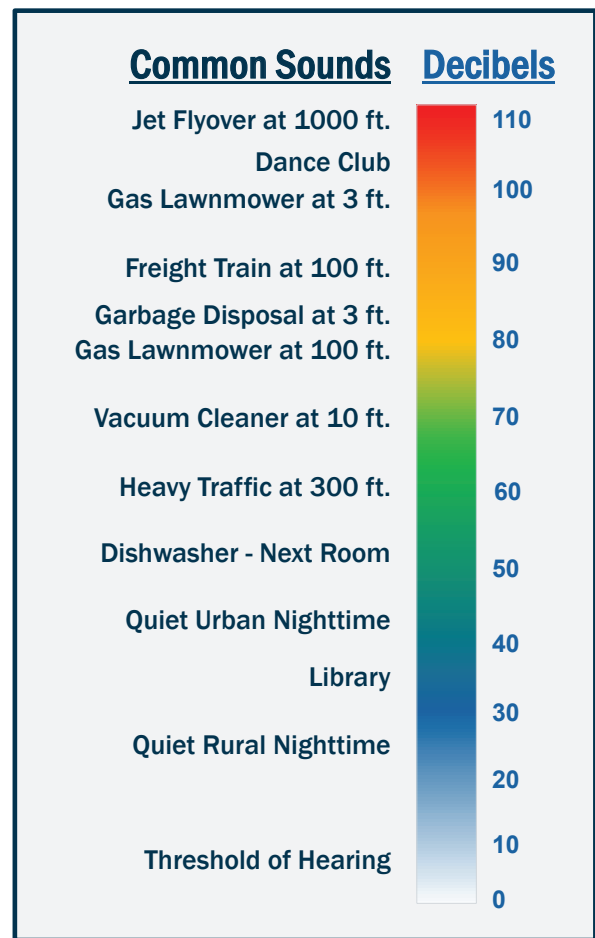 Common Sounds Decibels
Jet Flyover at 1000 ft. 110
Dance Club
100
Gas Lawnmower at 3 ft.
Freight Train at 100 ft. 90
Garbage Disposal at 3 ft.
80
Gas Lawnmower at 100 ft.
Vacuum Cleaner at 10 ft. 70
Heavy Traffic at 300 ft. 60
Dishwasher - Next Room
50
Quiet Urban Nighttime
40
Library
30
Quiet Rural Nighttime
20
10
Threshold of Hearing
0